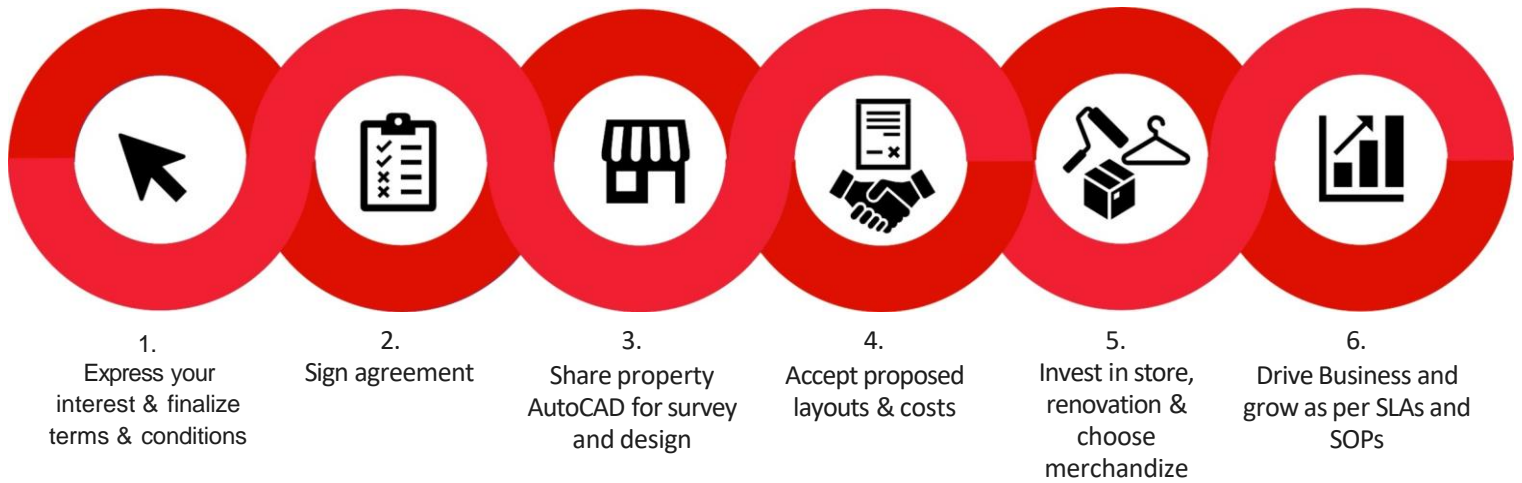 1.
Express your
interest & finalize
terms & conditions
2.
Sign agreement
3.
Share property
AutoCAD for survey
and design
4.
Accept proposed
layouts & costs
5.
Invest in store,
renovation &
choose
merchandize
6.
Drive Business and
grow as per SLAs and
SOPs